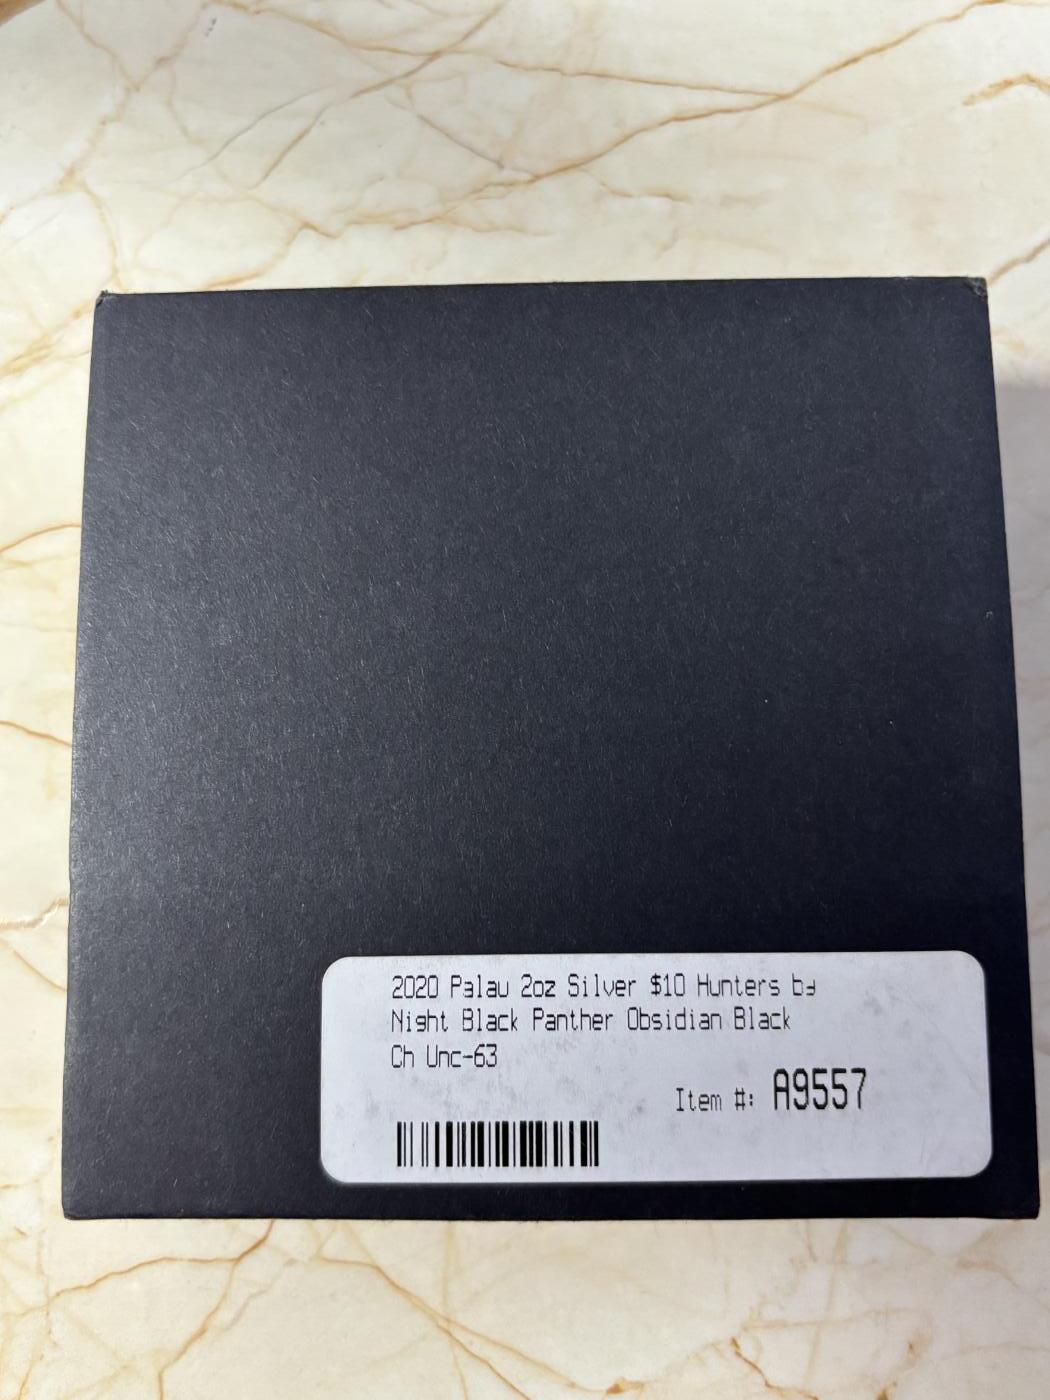 2020 Palau 2oz Silver $10 Hunters by
Night Black Panther Obsidian Black
Ch Unc-63
Item #: A9557